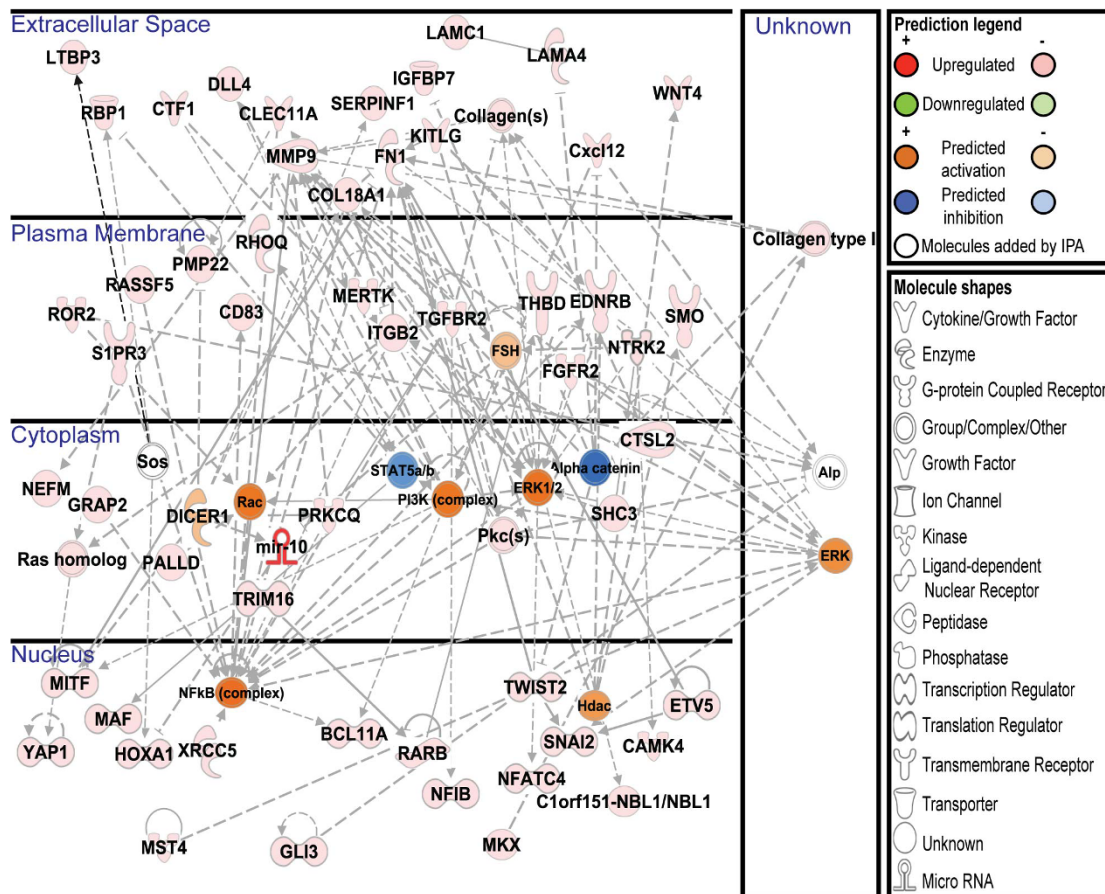 Extracellular Space
LAMC1
LTBP3
LAMA4
DLL4
IGFBP7
RBP1
CTF1
CLEC11A
SERPINF1
Collagen(s)
WNT4
KITLG
MMP9
FN1
Cxcl12
COL18A1
Plasma Membrane
RHOQ
PMP22
RASSF5
ROR2
CD83
MERTK
ITGB2
TGFBR2
THBD
EDNRB
SMO
S1PR3
FSH
NTRK2
FGFR2
Cytoplasm
CTSL2
Sos
STAT5a/b
Alpha catenin
NEFM
GRAP2
DICER1
Rac
PI3K (complex)
ERK1/2
PRKCQ
SHC3
Pkc(s)
Ras homolog
PALLD
mir-10
TRIM16
Nucleus
MITF
NFkB (complex)
TWIST2
Hdac
ETV5
MAF
YAP1
HOXA1
XRCC5
BCL11A
RARB
SNAI2
CAMK4
NFIB
NFATC4
C1orf151-NBL1/NBL1
MST4
GLI3
MKX
Unknown
Collagen type I
Alp
ERK
Prediction legend
+ -
Upregulated
Downregulated
+ -
Predicted
activation
Predicted
inhibition
Molecules added by IPA
Molecule shapes
Cytokine/Growth Factor
Enzyme
G-protein Coupled Receptor
Group/Complex/Other
Growth Factor
Ion Channel
Kinase
Ligand-dependent
Nuclear Receptor
Peptidase
Phosphatase
Transcription Regulator
Translation Regulator
Transmembrane Receptor
Transporter
Unknown
Micro RNA